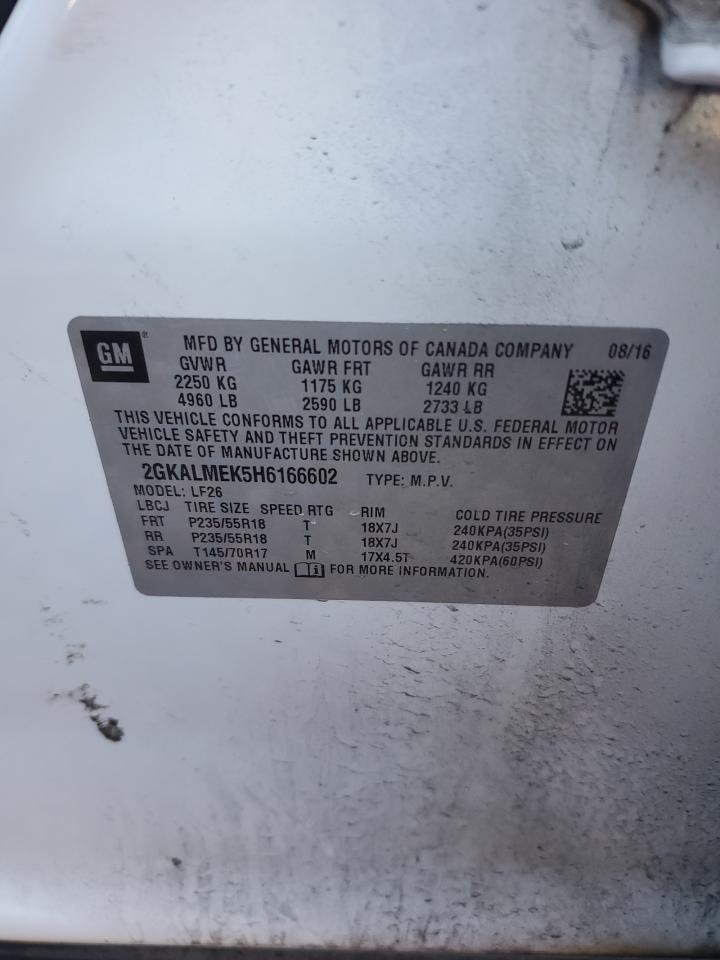 GM ® MFD BY GENERAL MOTORS OF CANADA COMPANY 08/16
GVWR GAWR FRT GAWR RR
2250 KG 1175 KG 1240 KG
4960 LB 2590 LB 2733 LB
THIS VEHICLE CONFORMS TO ALL APPLICABLE U.S. FEDERAL MOTOR
VEHICLE SAFETY AND THEFT PREVENTION STANDARDS IN EFFECT ON
THE DATE OF MANUFACTURE SHOWN ABOVE.
2GKALMEK5H6166602 TYPE: M.P.V.
MODEL: LF26
LBCJ TIRE SIZE SPEED RTG RIM COLD TIRE PRESSURE
FRT P235/55R18 T 18X7J 240KPA(35PSI)
RR P235/55R18 T 18X7J 240KPA(35PSI)
SPA T145/70R17 M 17X4.5T 420KPA(60PSI)
SEE OWNER'S MANUAL FOR MORE INFORMATION.